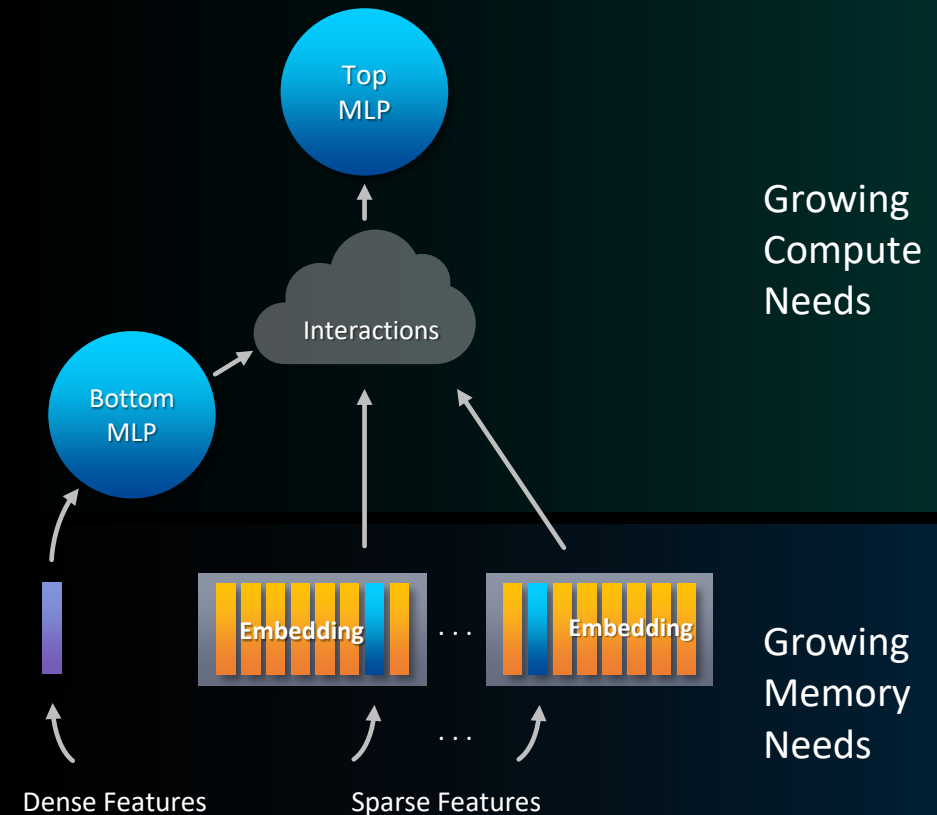 Top
MLP
Growing
Compute
Needs
Interactions
Bottom
MLP
Embedding
. . .
Embedding
Growing
Memory
Needs
. . .
Dense Features
Sparse Features